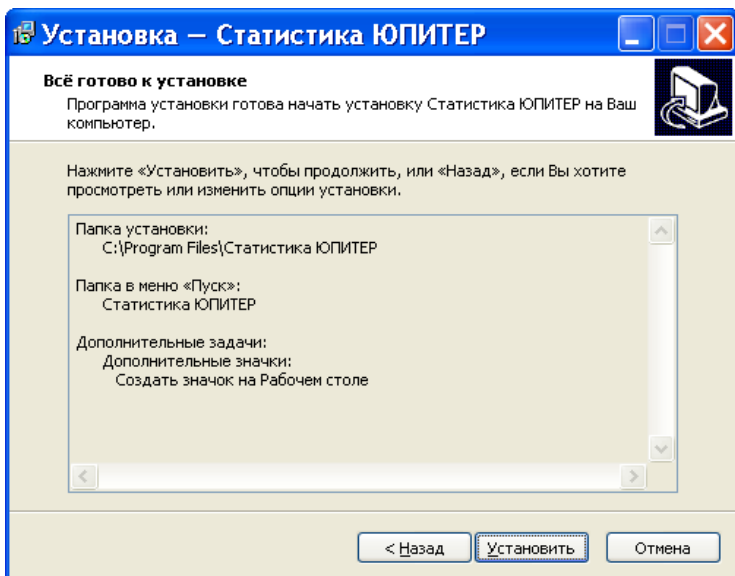 Установка — Статистика ЮПИТЕР
Всё готово к установке
Программа установки готова начать установку Статистика ЮПИТЕР на Ваш
компьютер.
Нажмите «Установить», чтобы продолжить, или «Назад», если Вы хотите
просмотреть или изменить опции установки.
Папка установки:
C:\Program Files\Статистика ЮПИТЕР
Папка в меню «Пуск»:
Статистика ЮПИТЕР
Дополнительные задачи:
Дополнительные значки:
Создать значок на Рабочем столе
< Назад Установить Отмена